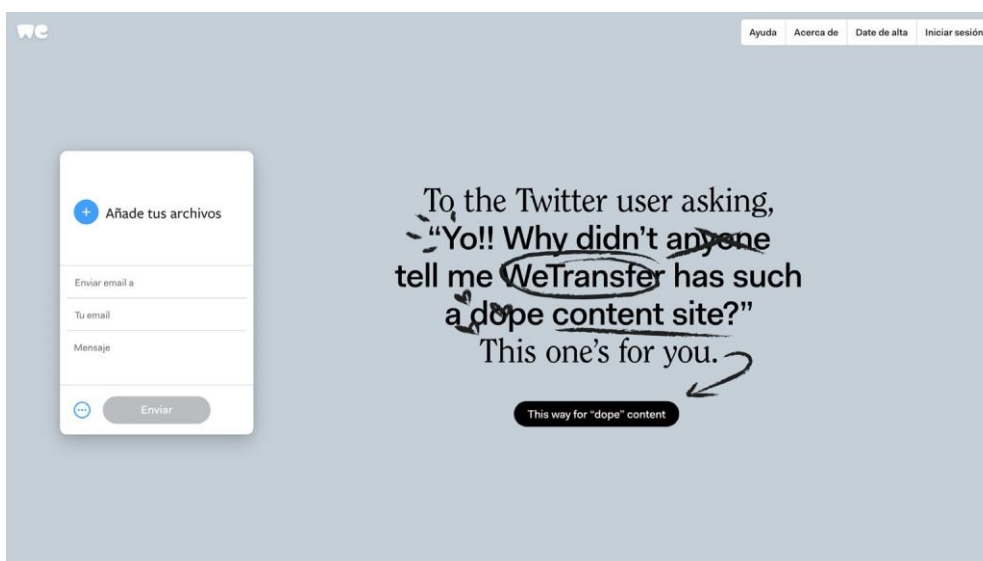 we
Ayuda Acerca de Date de alta Iniciar sesión
Añade tus archivos
Enviar email a
Tu email
Mensaje
Enviar
To the Twitter user asking,
“Yo!! Why didn’t anyone
tell me WeTransfer has such
a dope content site?”
This one’s for you.
This way for “dope” content